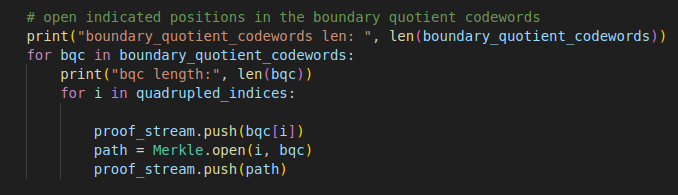 # open indicated positions in the boundary quotient codewords
print("boundary_quotient_codewords len: ", len(boundary_quotient_codewords))
for bqc in boundary_quotient_codewords:
    print("bqc length:", len(bqc))
    for i in quadrupled_indices:

        proof_stream.push(bqc[i])
        path = Merkle.open(i, bqc)
        proof_stream.push(path)